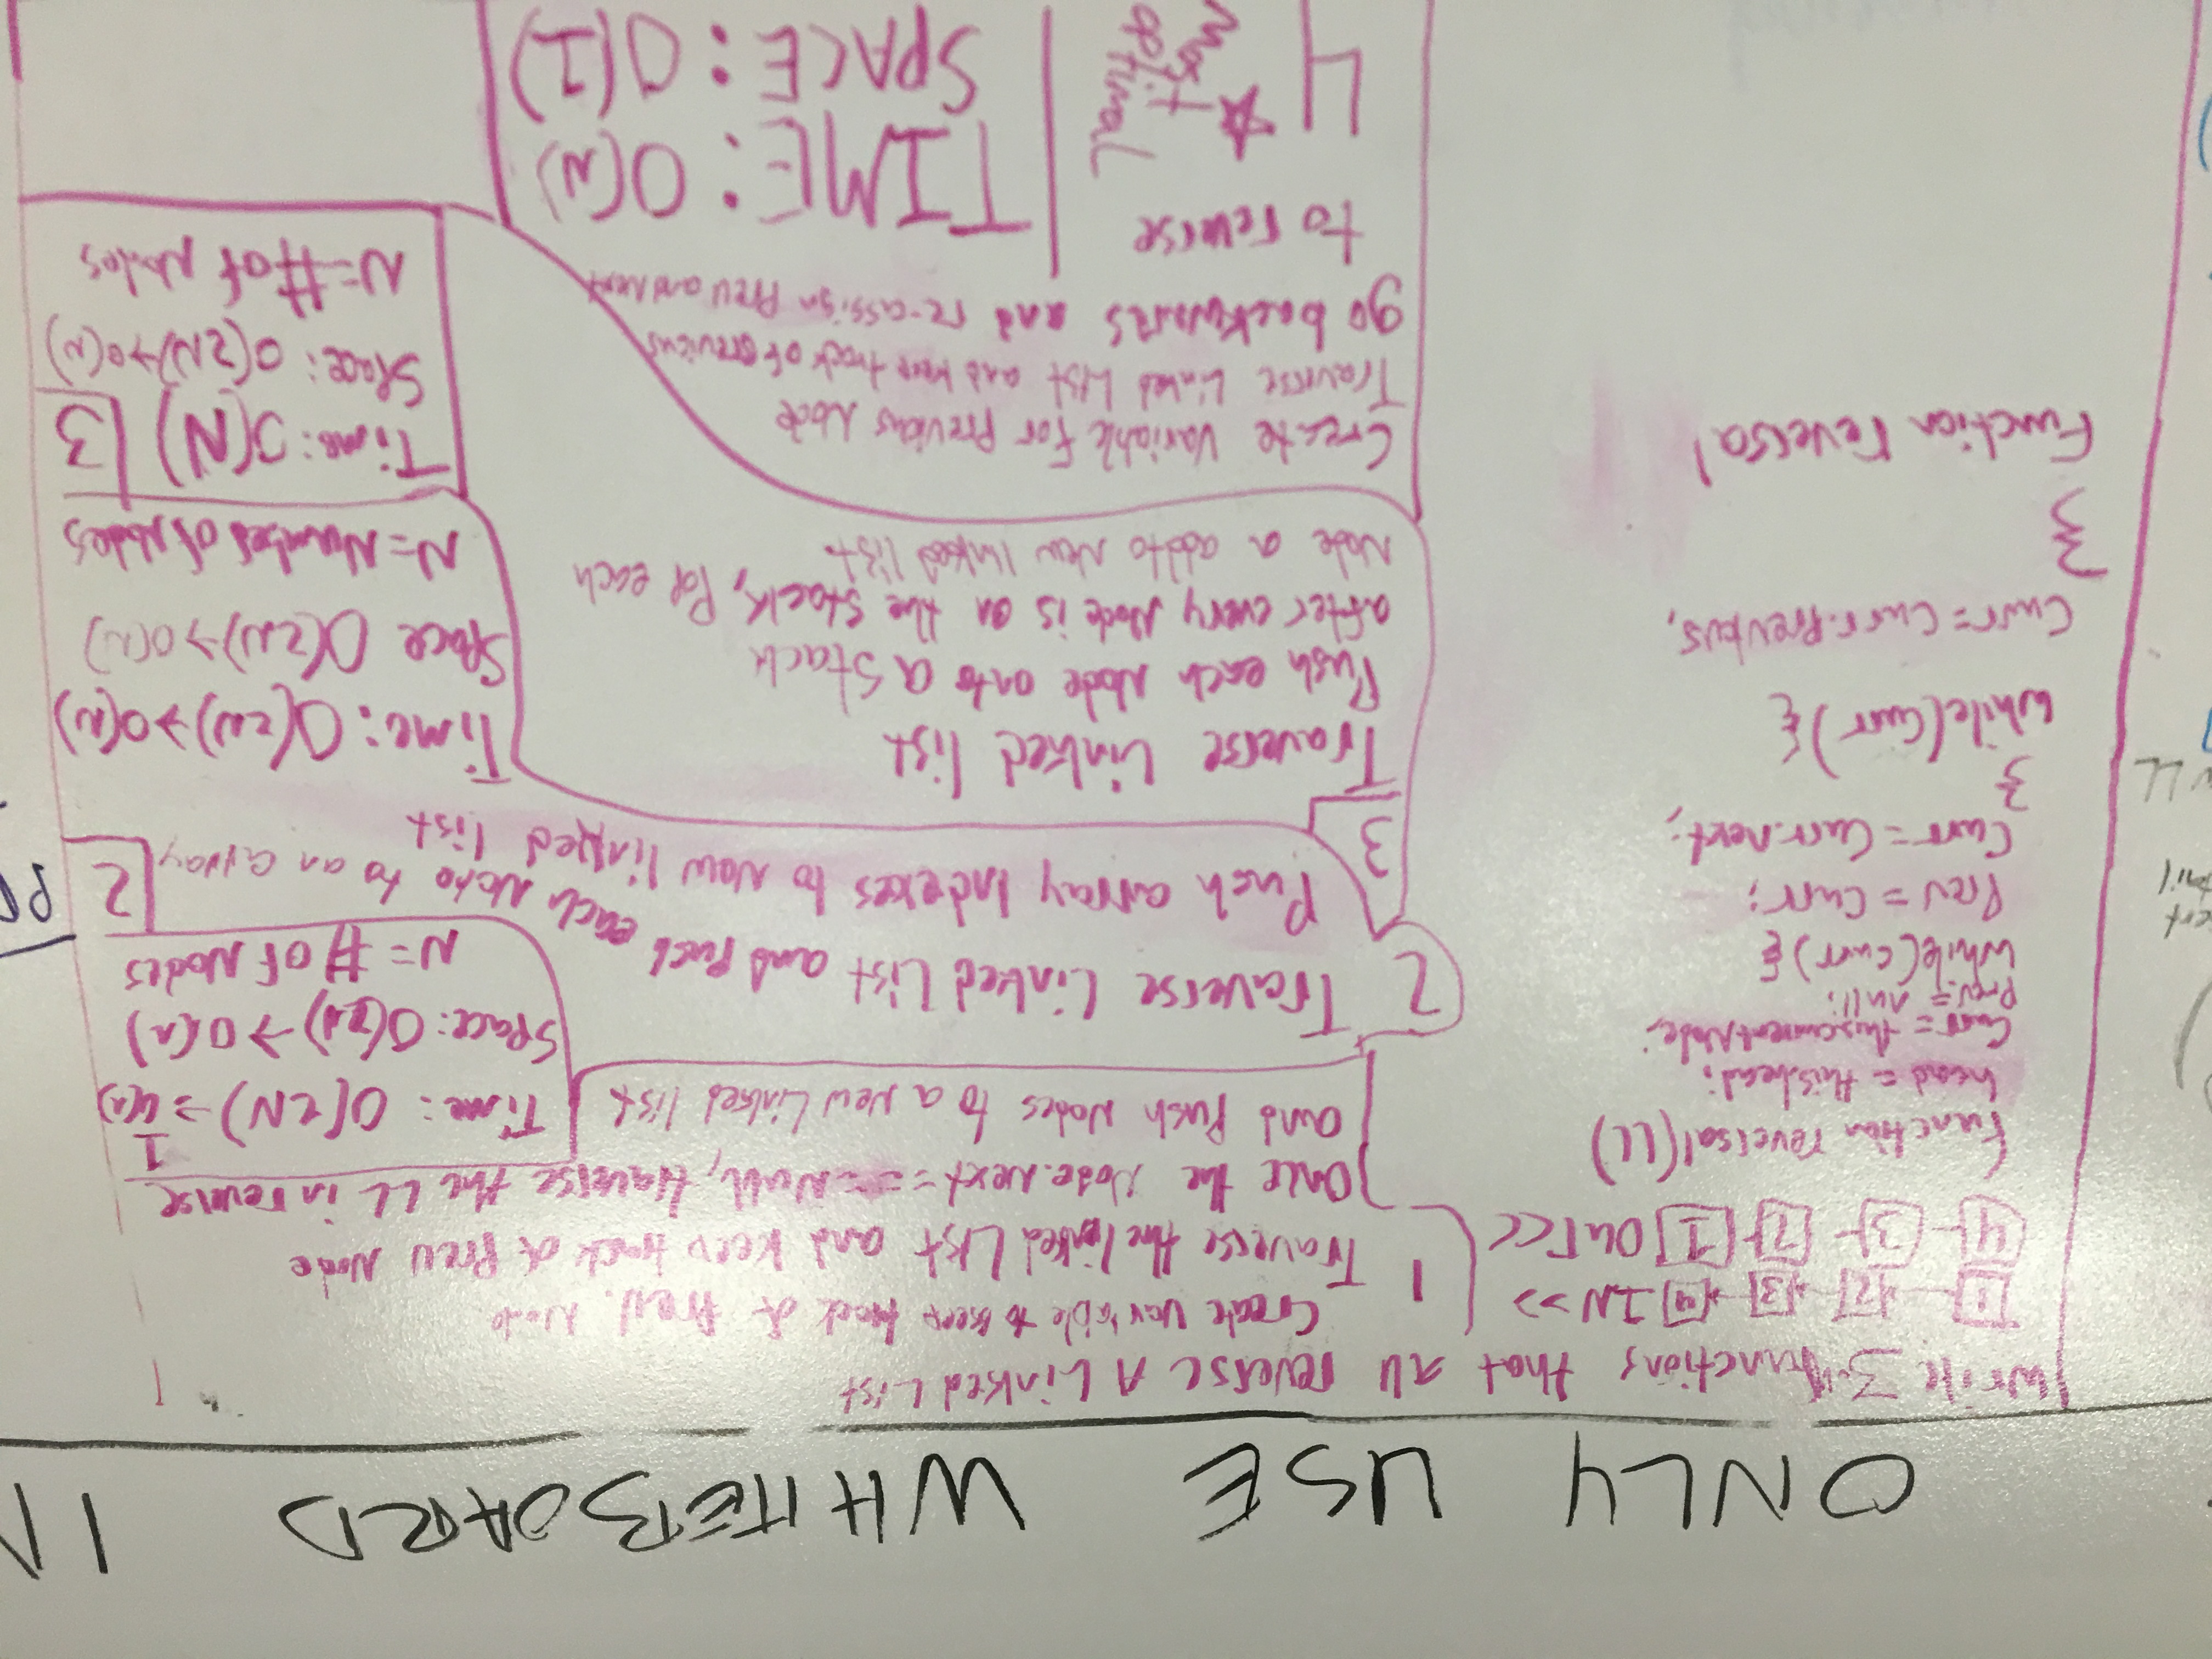 ONLY USE WHITEBOARD IN
Write 3 functions that all reverse A Linked List
1 2 3 4 IN >>
4 3 2 1 OUT <<
Function reversal(LL)
head = this.head;
Curr = this.currentNode;
Prev = null;
while(curr){
Prev = Curr;
Curr = Curr.next;
}
while(Curr){
Curr = Curr.Previous,
}
}
Function reversal
1
Create variable to keep track of Prev. Node
Traverse the linked List and keep track of Prev Node
Once the Node.Next === Null, traverse the LL in reverse
and Push Nodes to a New Linked list
1
Time: O(2N) → O(n)
Space: O(2N) → O(n)
N = # of Nodes
2
Traverse Linked List and Push each Node to an array
Push array Indexes to New linked list
2
Time: O(2N) → O(N)
Space O(2N) → O(N)
N = Number of Nodes
3
Traverse Linked list
Push each Node onto a Stack
after every Node is on the Stack, Pop each
Node a add to New linked list.
Time: O(N) 3
Space: O(2N) → O(N)
N = # of Nodes
Create Variable For Previous Node
Traverse Linked List and keep track of previous
go backwards and re-assign Prev and Next
to reverse
4 Most optimal
TIME: O(N)
SPACE: O(1)
ert
tail
LL